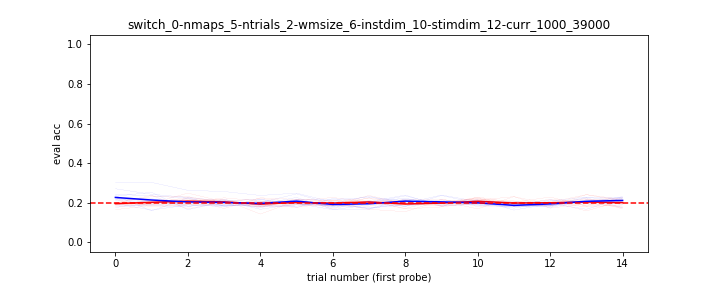 switch_0-nmaps_5-ntrials_2-wmsize_6-instdim_10-stimdim_12-curr_1000_39000
eval acc
1.0
0.8
0.6
0.4
0.2
0.0
0 2 4 6 8 10 12 14
trial number (first probe)